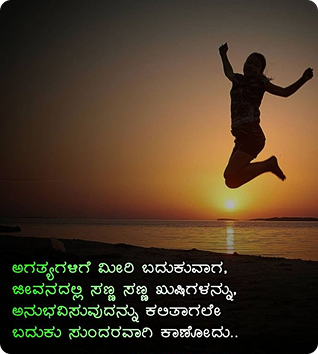 ಅಗತ್ಯಗಳಿಗೆ ಮೀರಿ ಬದುಕುವಾಗ,
ಜೀವನದಲ್ಲಿ ಸಣ್ಣ ಸಣ್ಣ ಖುಷಿಗಳನ್ನು,
ಅನುಭವಿಸುವುದನ್ನು ಕಲಿತಾಗಲೇ
ಬದುಕು ಸುಂದರವಾಗಿ ಕಾಣೋದು..